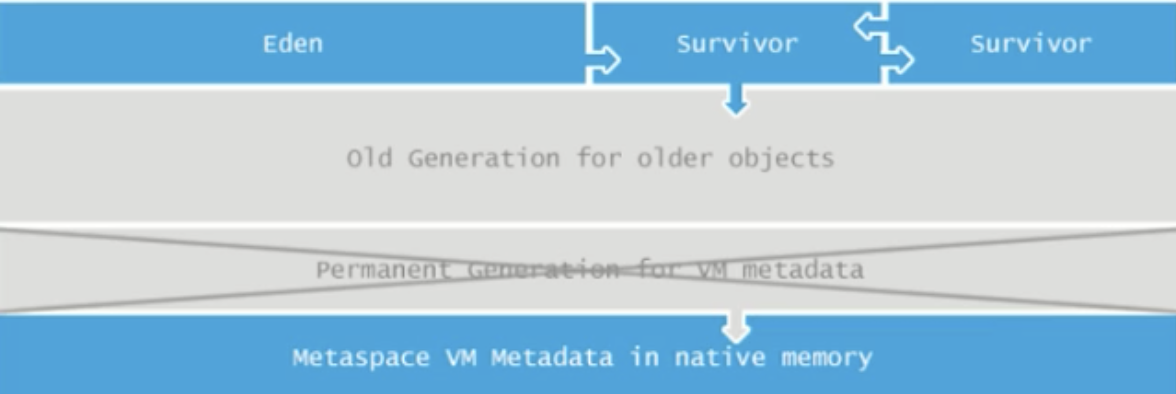 Eden
Survivor
Survivor
Old Generation for older objects
Permanent Generation for VM metadata
Metaspace VM Metadata in native memory